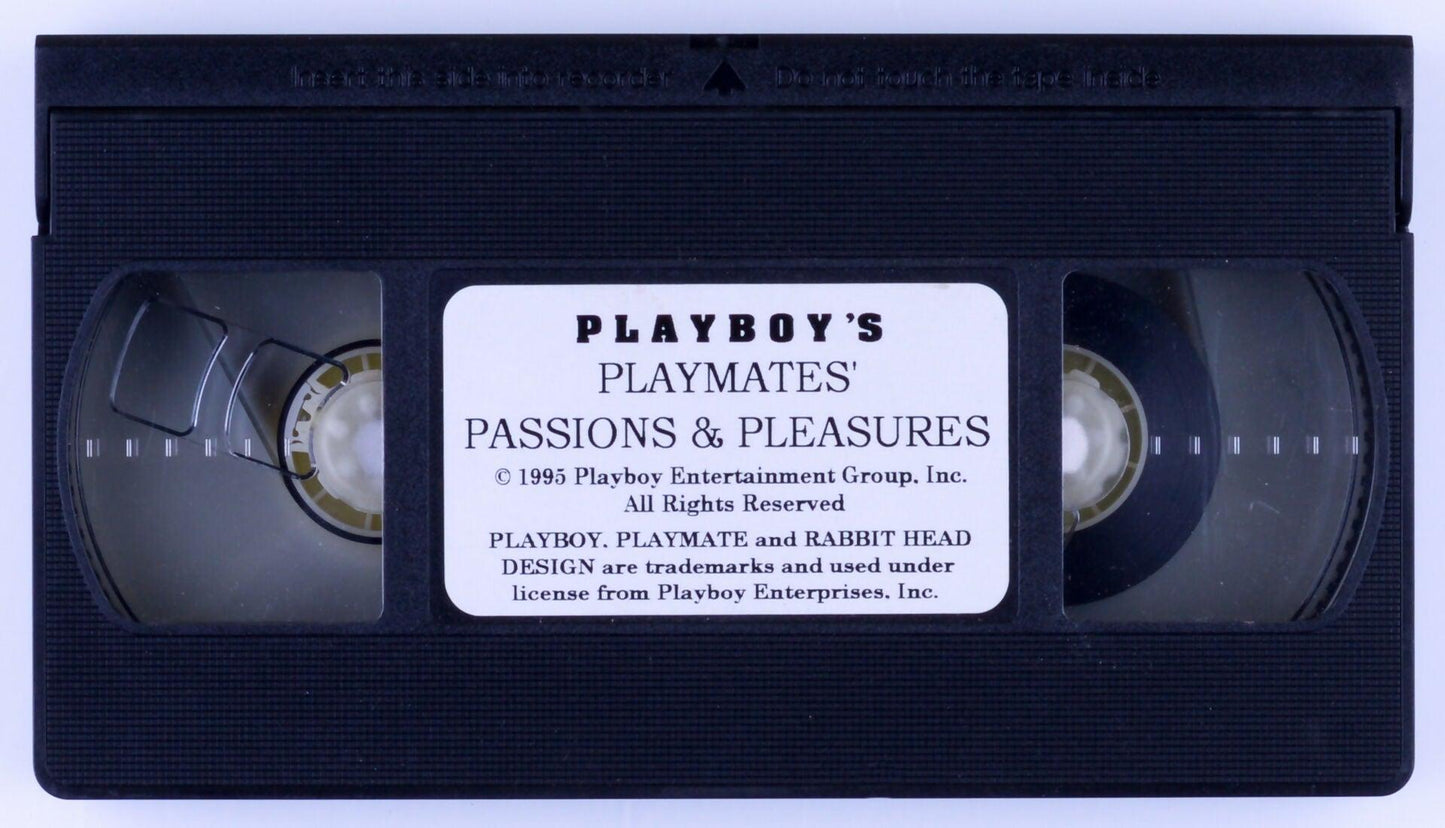 Insert this side into recorder Do not touch the tape inside
PLAYBOY'S
PLAYMATES'
PASSIONS & PLEASURES
© 1995 Playboy Entertainment Group, Inc.
All Rights Reserved
PLAYBOY, PLAYMATE and RABBIT HEAD
DESIGN are trademarks and used under
license from Playboy Enterprises, Inc.